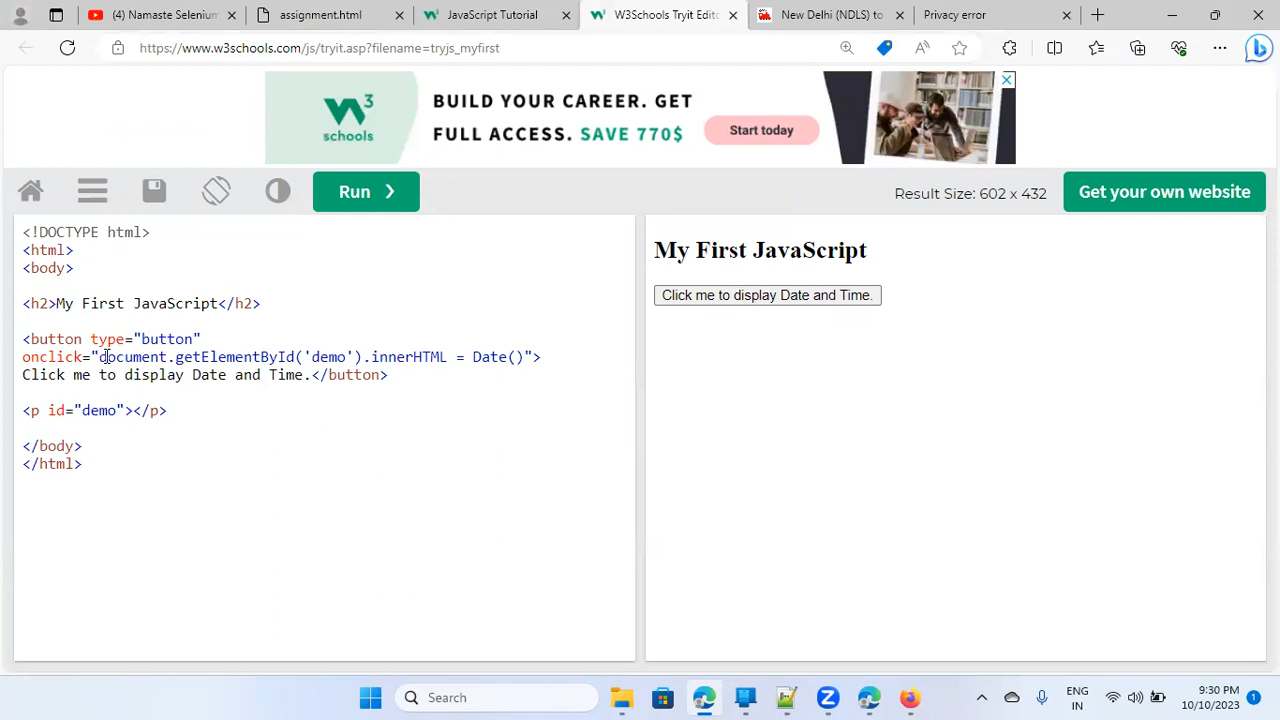 (4) Namaste Selenium
assignment.html
JavaScript Tutorial
W3Schools Tryit Edit
New Delhi (NDLS) to
Privacy error
https://www.w3schools.com/js/tryit.asp?filename=tryjs_myfirst
W3
schools
BUILD YOUR CAREER. GET
FULL ACCESS. SAVE 770$
Start today
Run ❯
Result Size: 602 x 432
Get your own website
<!DOCTYPE html>
<html>
<body>
<h2>My First JavaScript</h2>
<button type="button"
onclick="document.getElementById('demo').innerHTML = Date()">
Click me to display Date and Time.</button>
<p id="demo"></p>
</body>
</html>
My First JavaScript
Click me to display Date and Time.
Search
ENG
IN
9:30 PM
10/10/2023
1